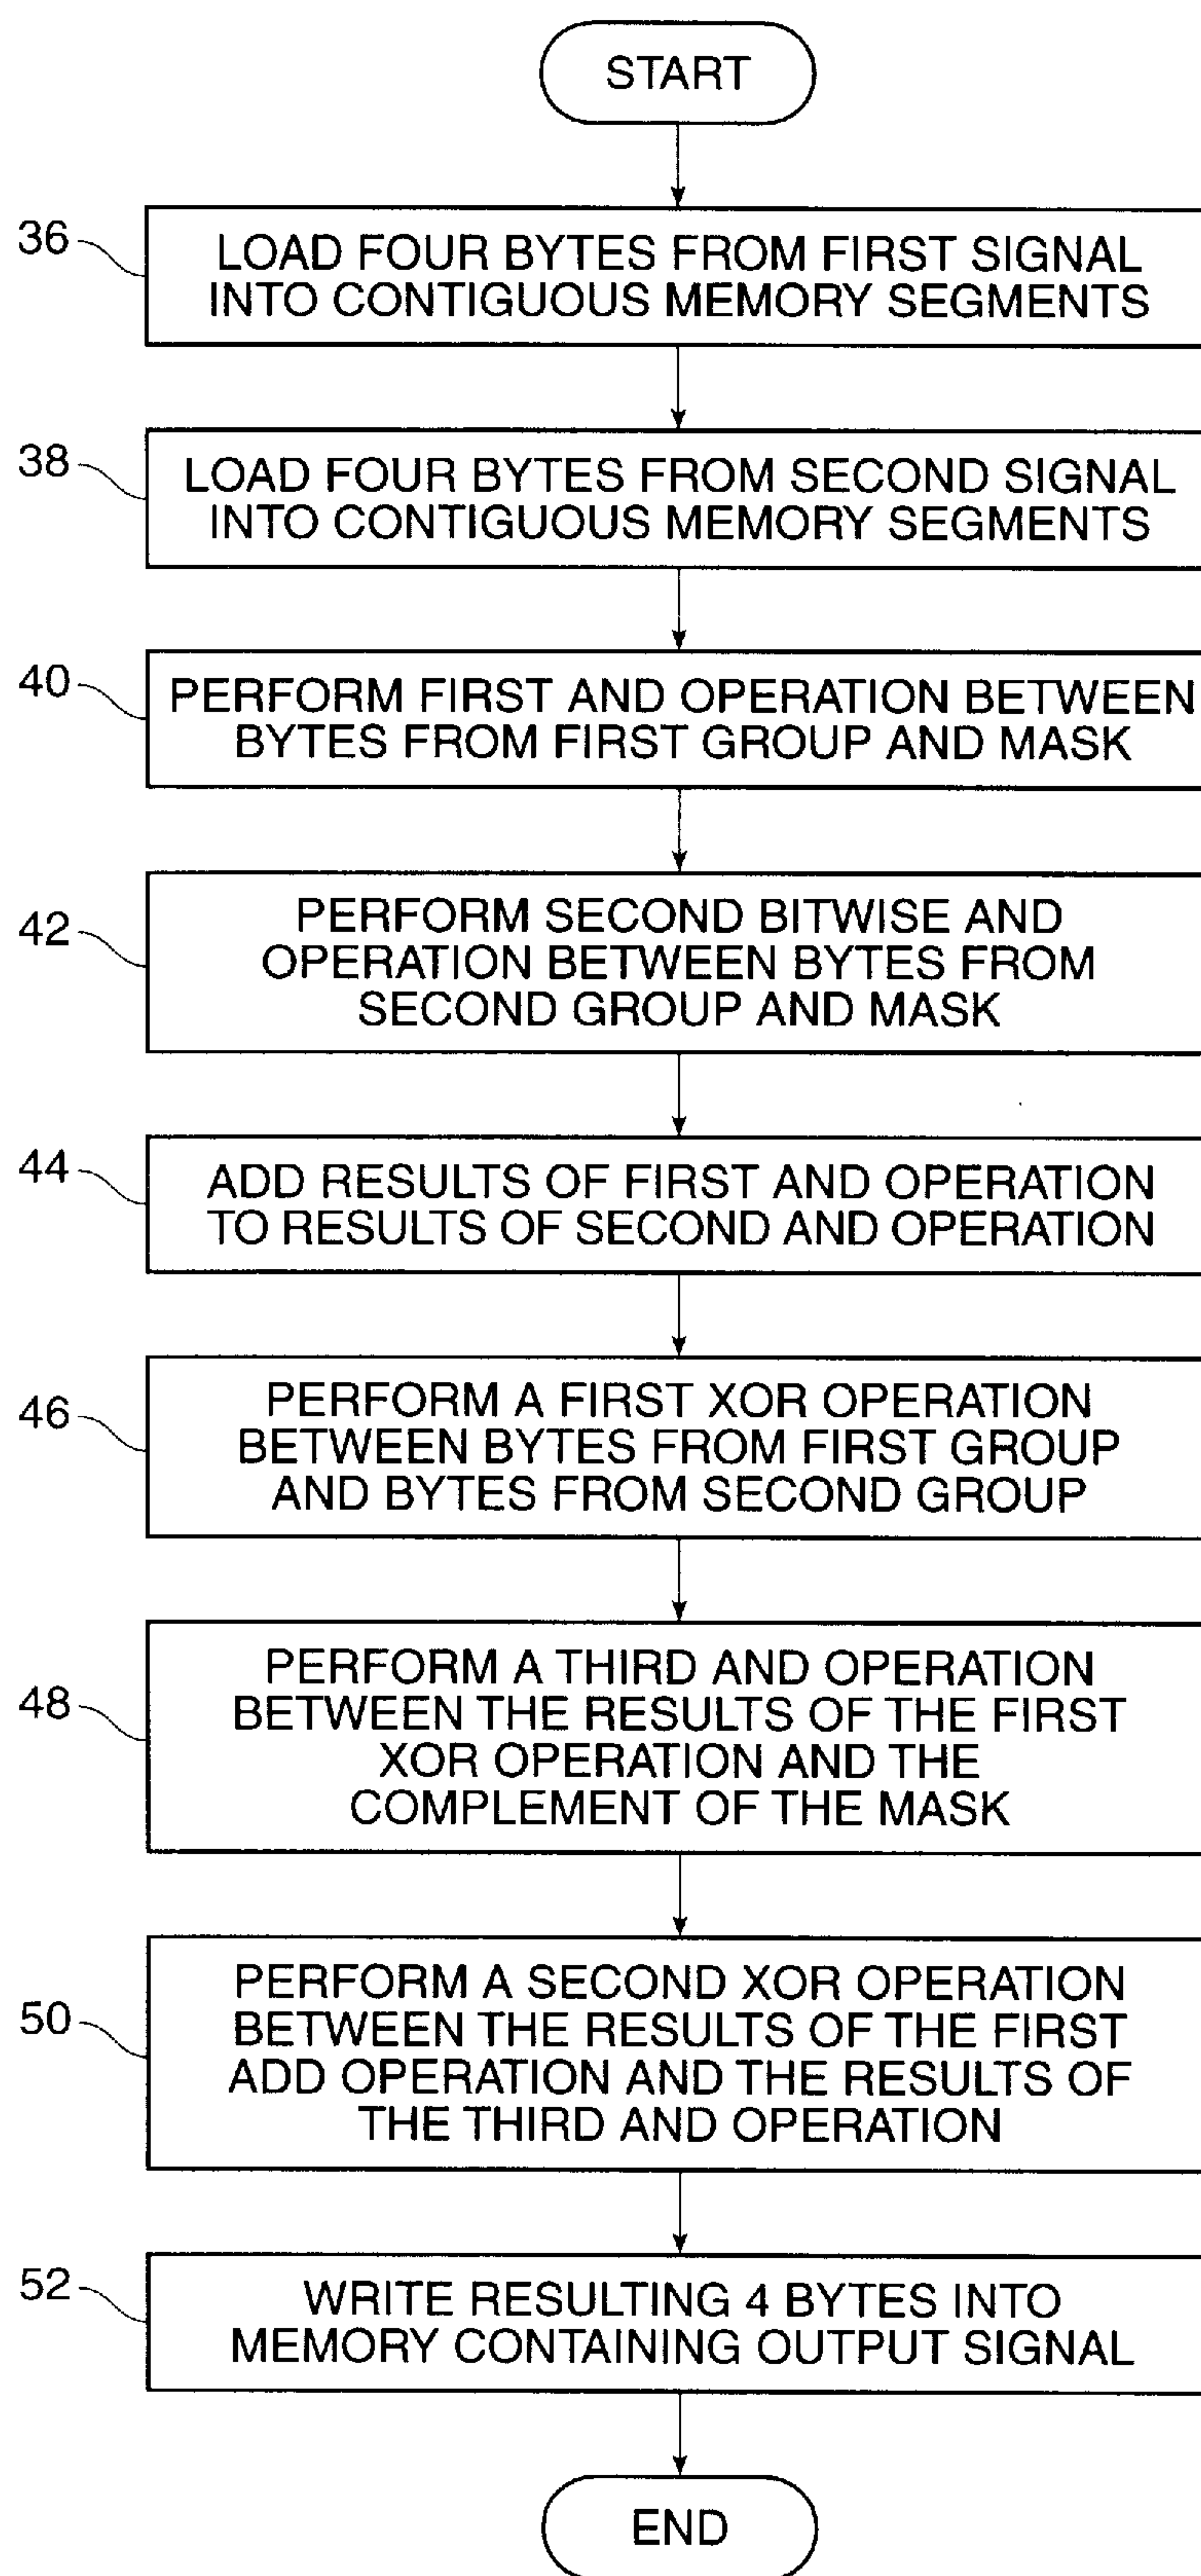 START
36
LOAD FOUR BYTES FROM FIRST SIGNAL
INTO CONTIGUOUS MEMORY SEGMENTS
38
LOAD FOUR BYTES FROM SECOND SIGNAL
INTO CONTIGUOUS MEMORY SEGMENTS
40
PERFORM FIRST AND OPERATION BETWEEN
BYTES FROM FIRST GROUP AND MASK
42
PERFORM SECOND BITWISE AND
OPERATION BETWEEN BYTES FROM
SECOND GROUP AND MASK
44
ADD RESULTS OF FIRST AND OPERATION
TO RESULTS OF SECOND AND OPERATION
46
PERFORM A FIRST XOR OPERATION
BETWEEN BYTES FROM FIRST GROUP
AND BYTES FROM SECOND GROUP
48
PERFORM A THIRD AND OPERATION
BETWEEN THE RESULTS OF THE FIRST
XOR OPERATION AND THE
COMPLEMENT OF THE MASK
50
PERFORM A SECOND XOR OPERATION
BETWEEN THE RESULTS OF THE FIRST
ADD OPERATION AND THE RESULTS OF
THE THIRD AND OPERATION
52
WRITE RESULTING 4 BYTES INTO
MEMORY CONTAINING OUTPUT SIGNAL
END